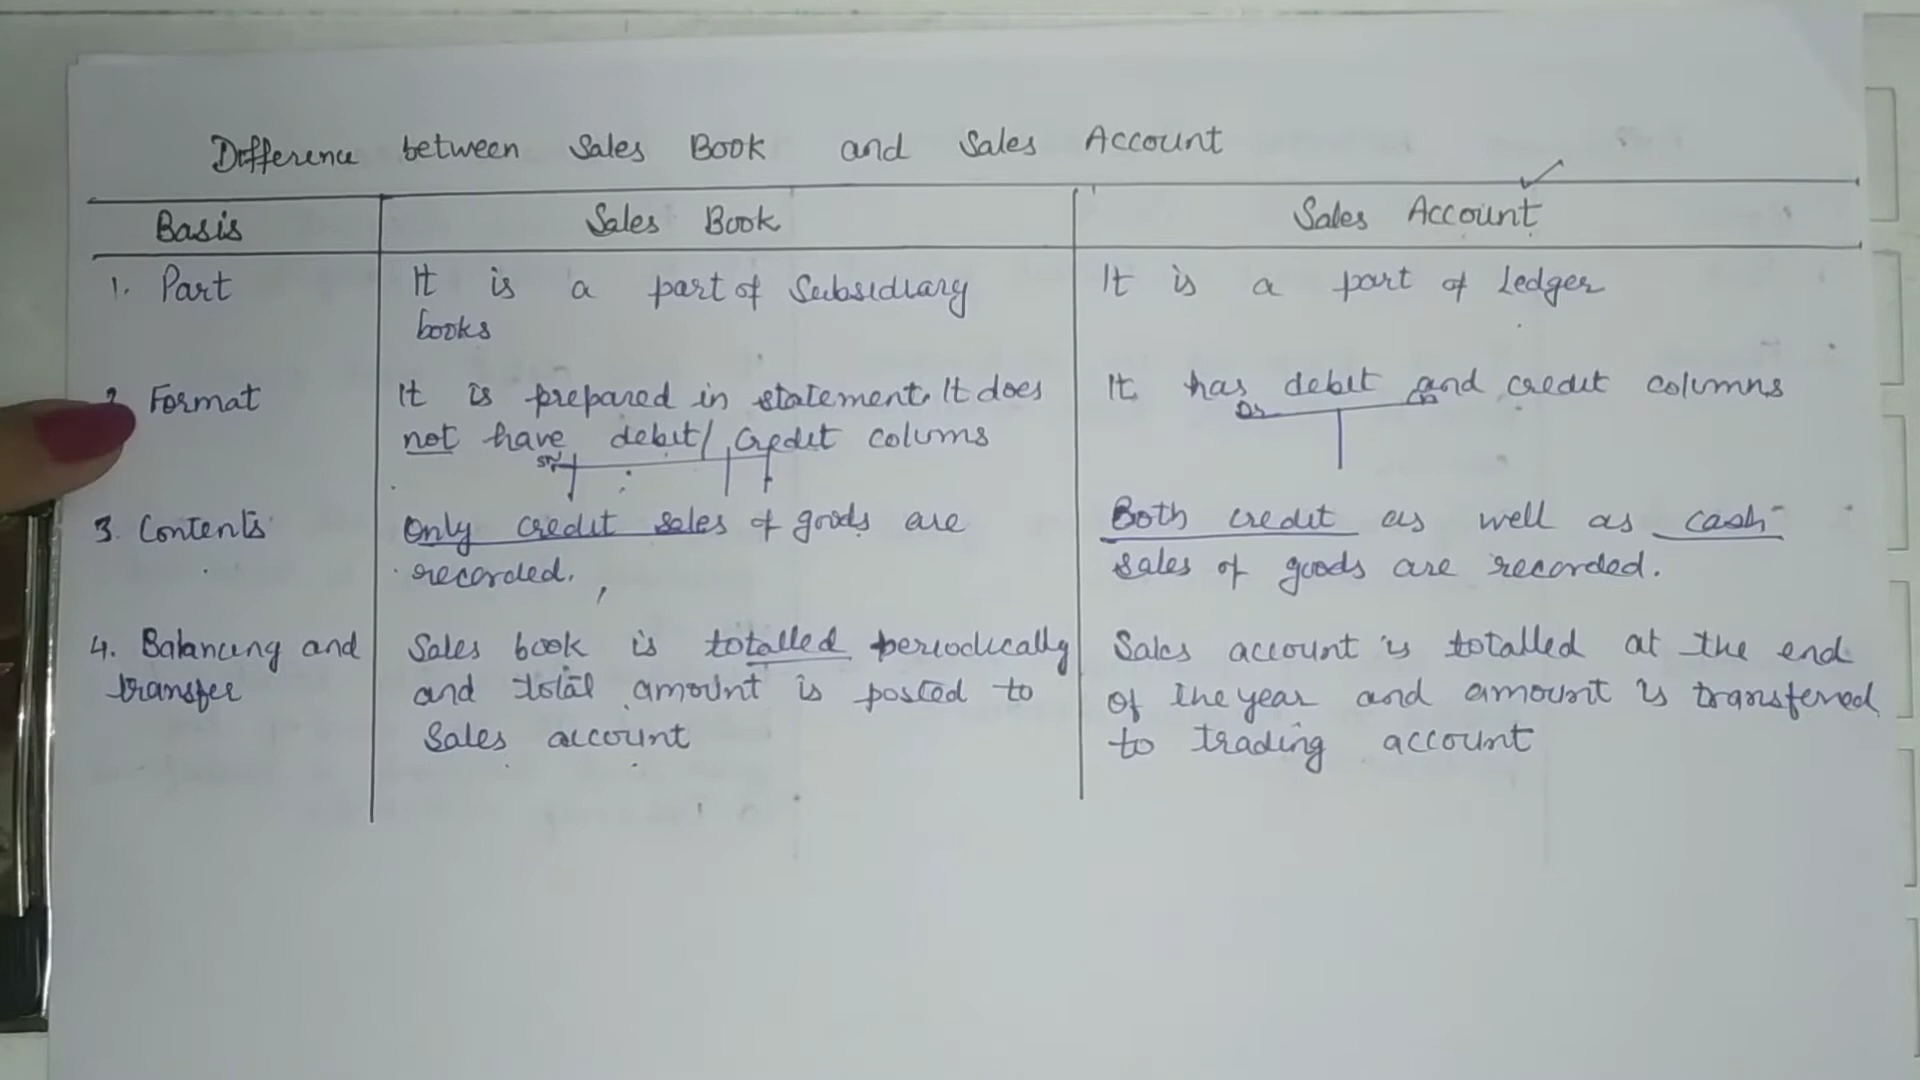 Difference between Sales Book and Sales Account
Basis Sales Book Sales Account
1. Part It is a part of Subsidiary It is a part of Ledger
books
2 Format It is prepared in statement. It does It has debit and credit columns
not have debit/credit colums
Dr Cr
3. Contents Only credit sales of goods are Both credit as well as cash
recorded. sales of goods are recorded.
4. Balancing and Sales book is totalled periodically Sales account is totalled at the end
transfer and total amount is posted to of the year and amount is transferred
Sales account to trading account